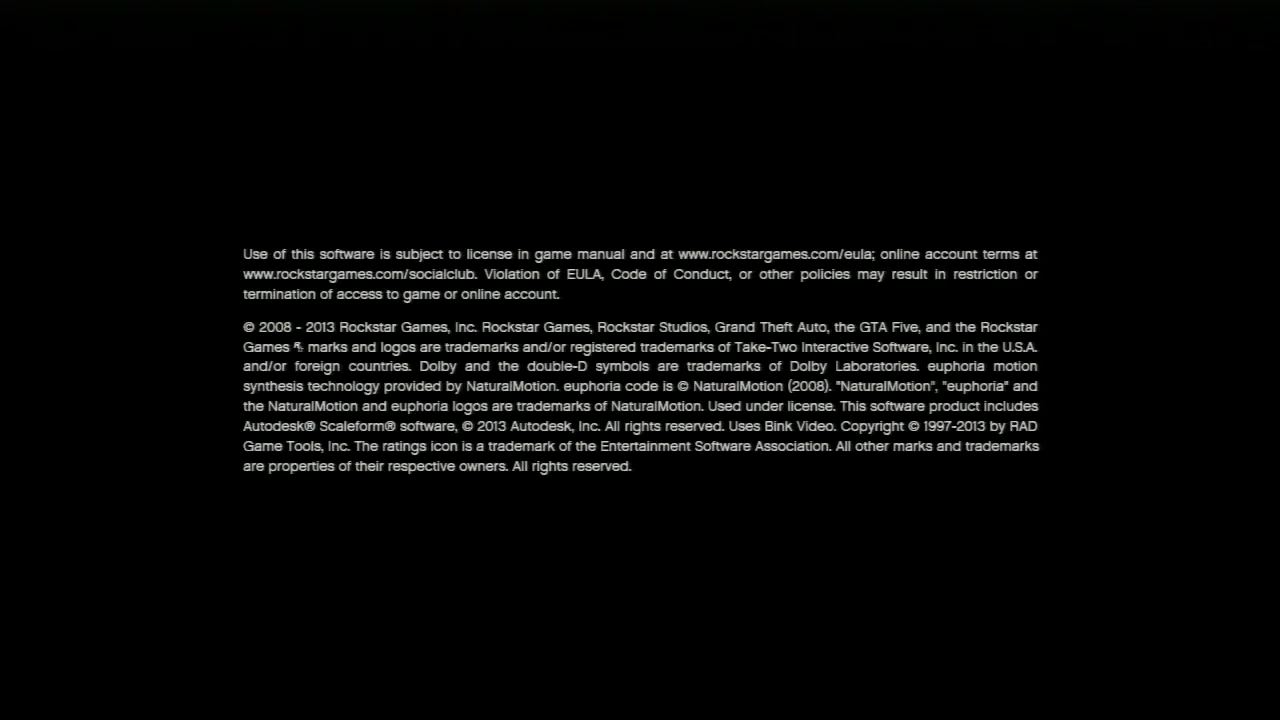 Use of this software is subject to license in game manual and at www.rockstargames.com/eula; online account terms at
www.rockstargames.com/socialclub. Violation of EULA, Code of Conduct, or other policies may result in restriction or
termination of access to game or online account.
© 2008 - 2013 Rockstar Games, Inc. Rockstar Games, Rockstar Studios, Grand Theft Auto, the GTA Five, and the Rockstar
Games R* marks and logos are trademarks and/or registered trademarks of Take-Two Interactive Software, Inc. in the U.S.A.
and/or foreign countries. Dolby and the double-D symbols are trademarks of Dolby Laboratories. euphoria motion
synthesis technology provided by NaturalMotion. euphoria code is © NaturalMotion (2008). "NaturalMotion", "euphoria" and
the NaturalMotion and euphoria logos are trademarks of NaturalMotion. Used under license. This software product includes
Autodesk® Scaleform® software, © 2013 Autodesk, Inc. All rights reserved. Uses Bink Video. Copyright © 1997-2013 by RAD
Game Tools, Inc. The ratings icon is a trademark of the Entertainment Software Association. All other marks and trademarks
are properties of their respective owners. All rights reserved.